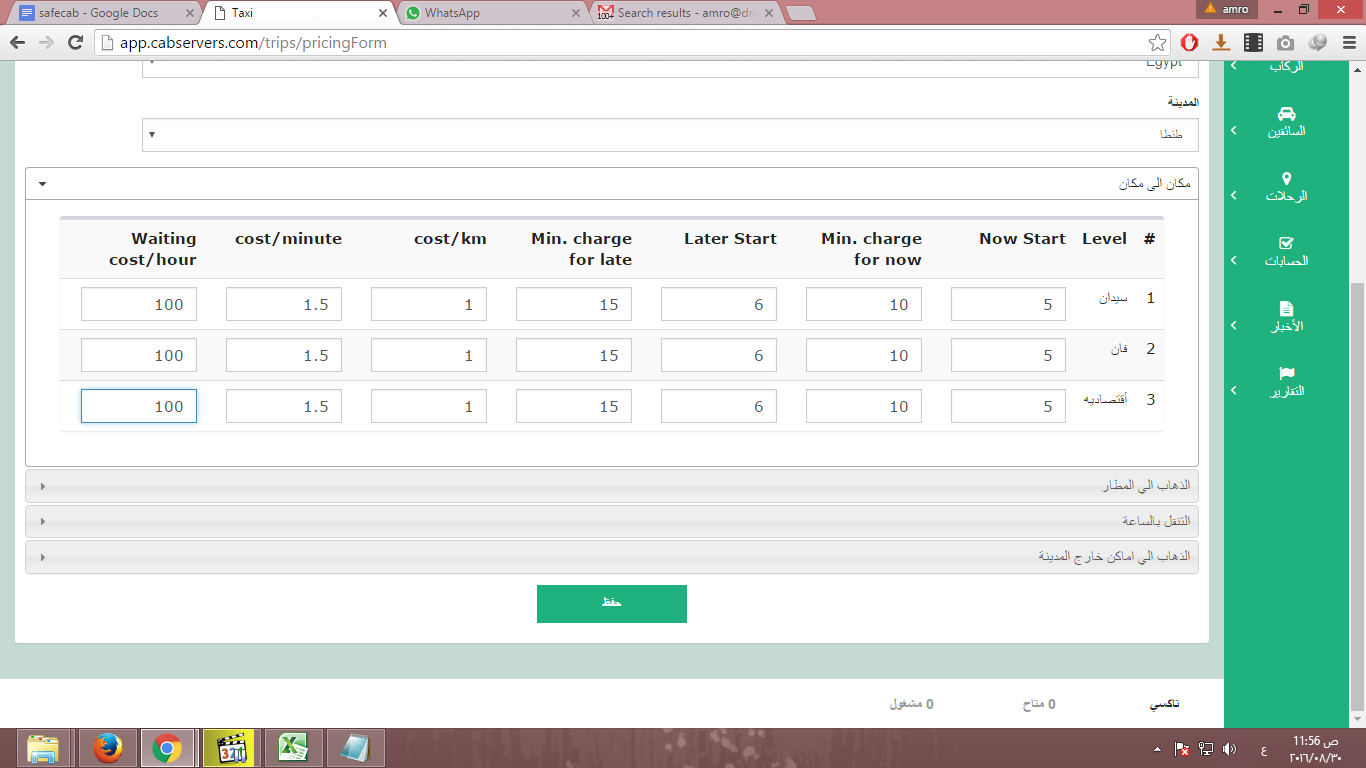 safecab - Google Docs
Taxi
WhatsApp
Search results - amro@dr
amro
app.cabservers.com/trips/pricingForm
Egypt
المدينة
طنطا
مكان الى مكان
# Level Now Start Min. charge for now Later Start Min. charge for late cost/km cost/minute Waiting cost/hour
1 سيدان 5 10 6 15 1 1.5 100
2 فان 5 10 6 15 1 1.5 100
3 أقتصاديه 5 10 6 15 1 1.5 100
الذهاب الي المطار
التنقل بالساعة
الذهاب الي اماكن خارج المدينة
حفظ
تاكسي
0 متاح
0 مشغول
الركاب
السائقين
الرحلات
الحسابات
الأخبار
التقارير
ع
11:56 ص
٢٠١٦/٠٨/٣٠